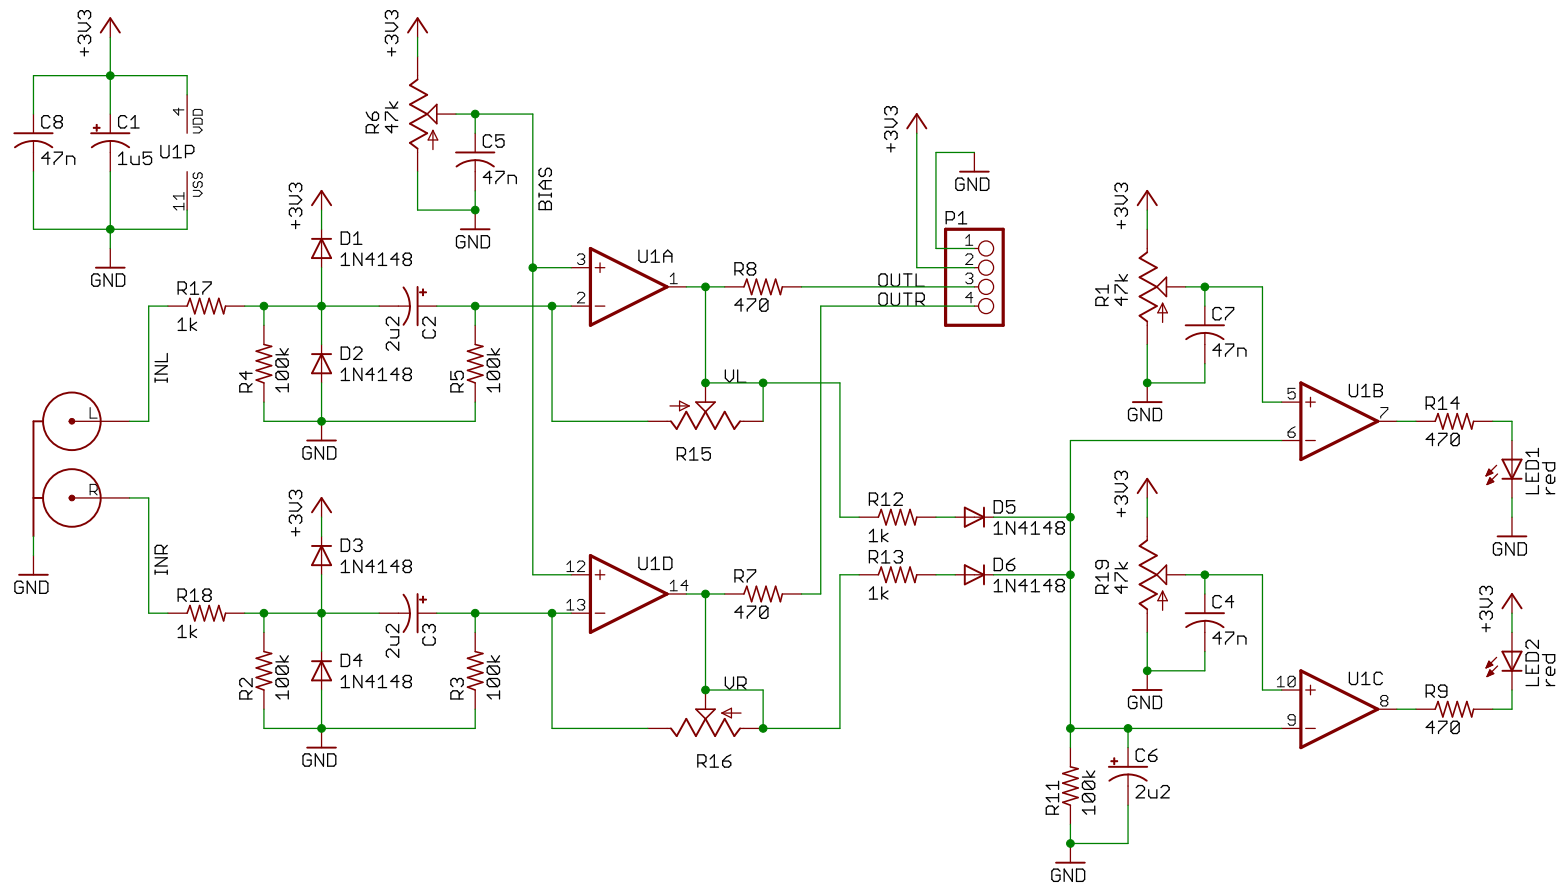 +3V3
C8
47n
C1
1u5
4
VDD
U1P
11
VSS
GND
+3V3
R6
47k
C5
47n
GND
BIAS
+3V3
D1
1N4148
R17
1k
R4
100k
D2
1N4148
2u2
C2
R5
100k
GND
INL
L
R
GND
INR
R18
1k
+3V3
D3
1N4148
R2
100k
D4
1N4148
2u2
C3
R3
100k
GND
3
2
U1A
1
R8
470
OUTL
OUTR
VL
R15
12
13
U1D
14
R7
470
VR
R16
+3V3
GND
P1
1
2
3
4
R12
1k
D5
1N4148
R13
1k
D6
1N4148
+3V3
R1
47k
C7
47n
GND
5
6
U1B
7
R14
470
LED1
red
GND
+3V3
R19
47k
C4
47n
GND
10
9
U1C
8
R9
470
+3V3
LED2
red
R11
100k
C6
2u2
GND